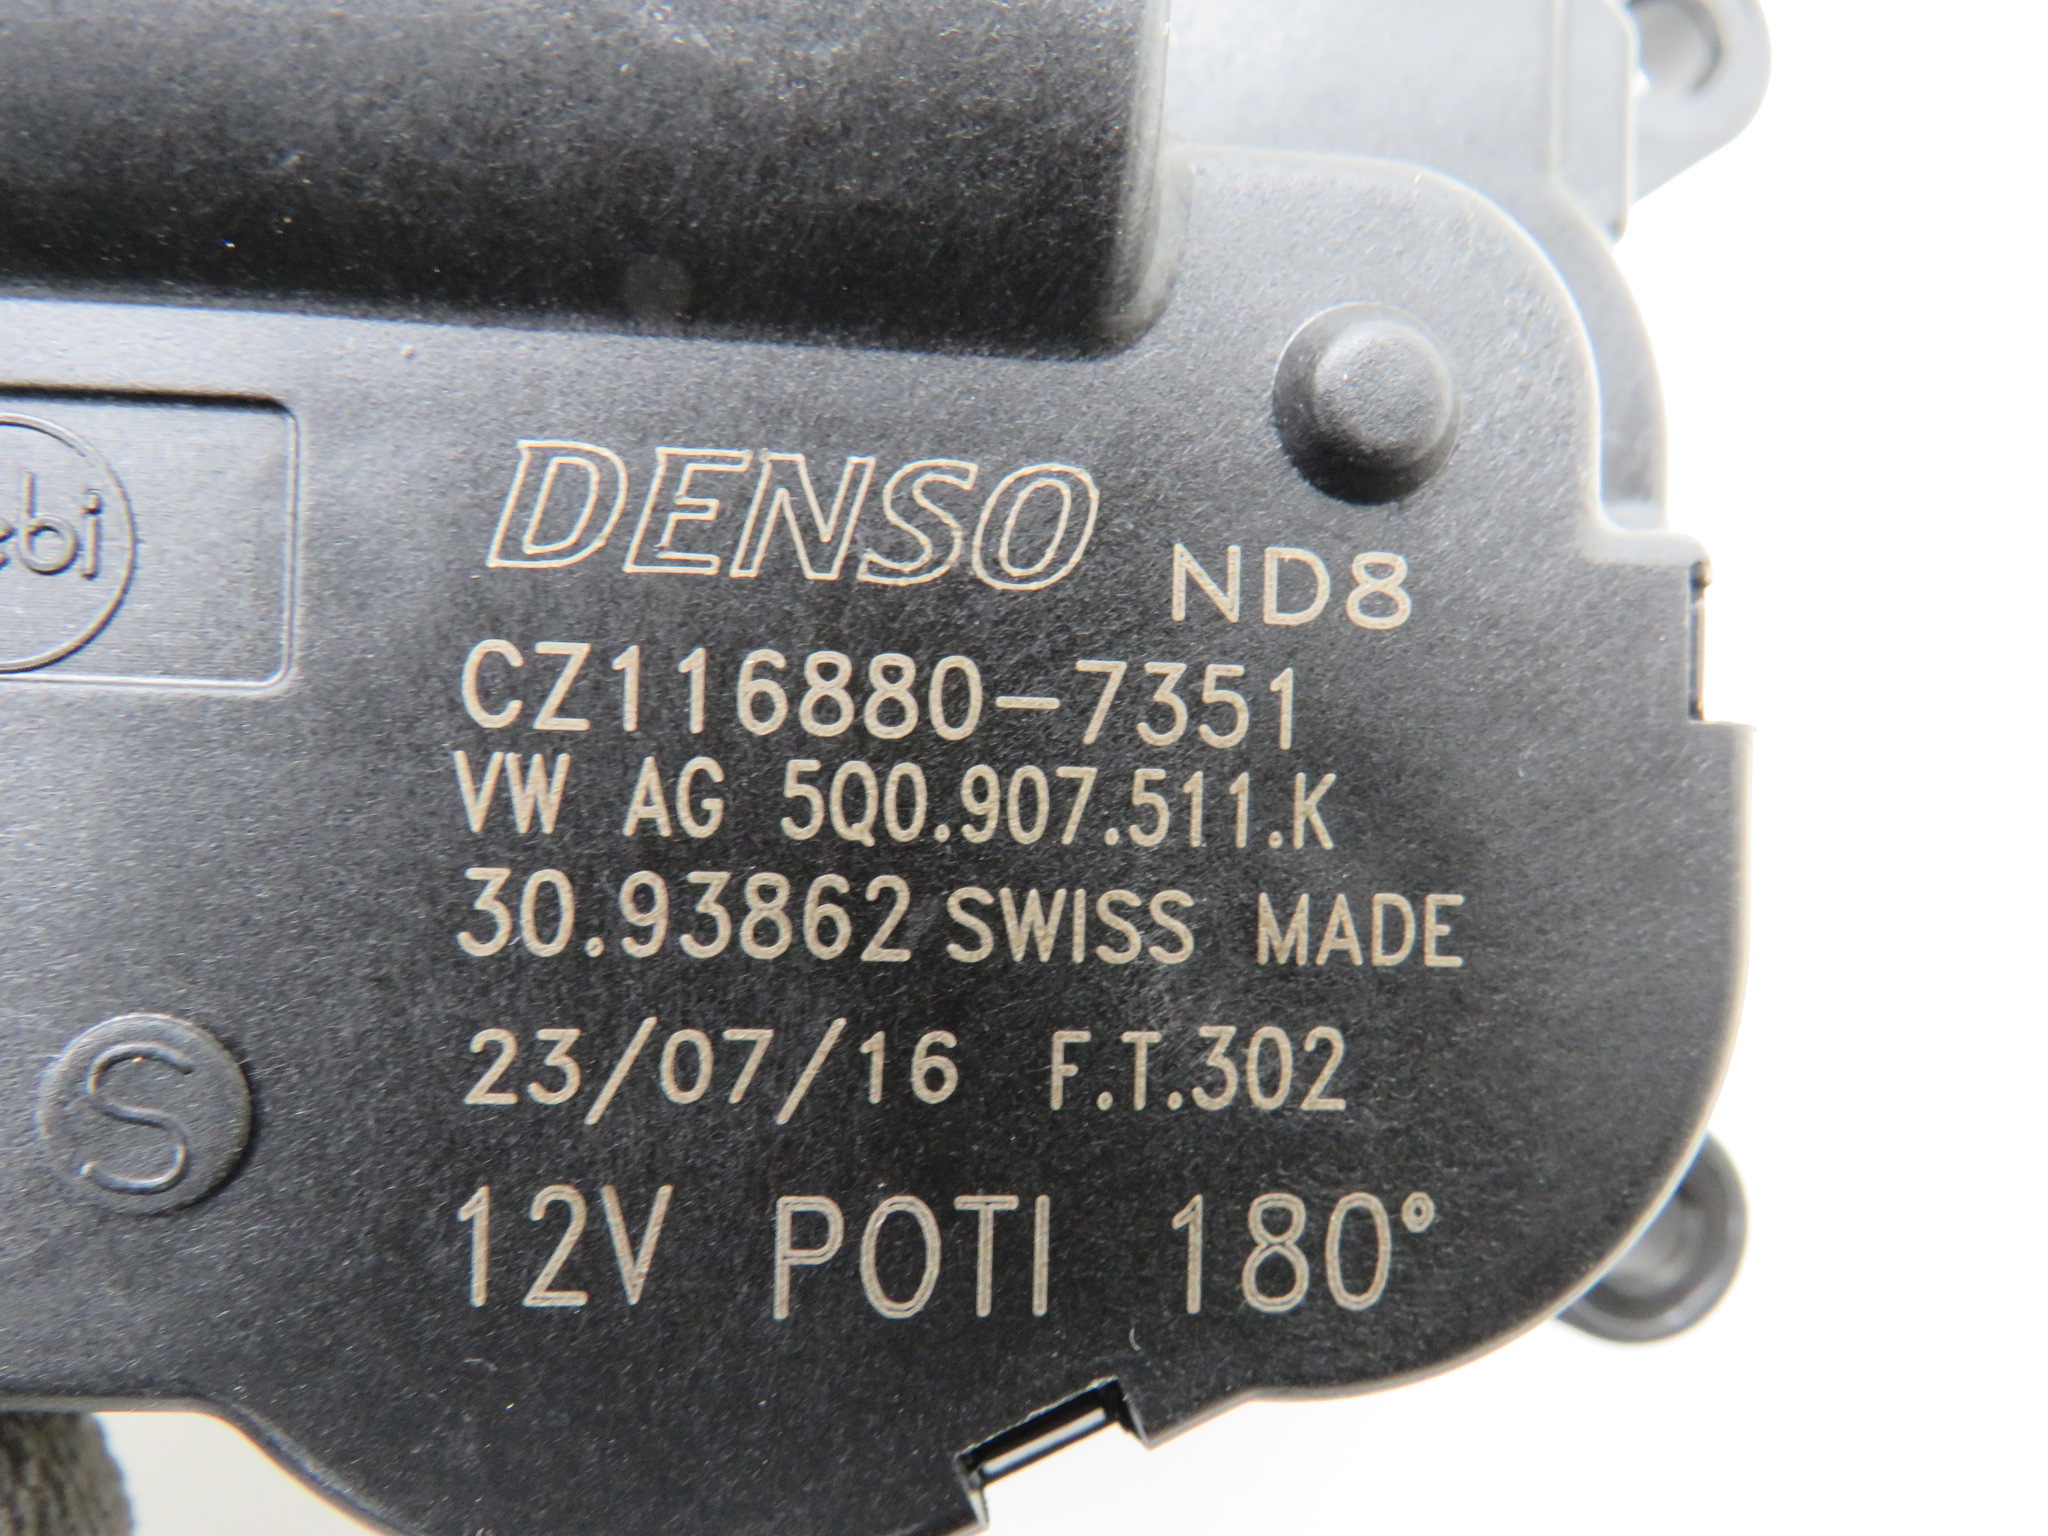 DENSO ND8
CZ116880-7351
VW AG 5Q0.907.511.K
30.93862 SWISS MADE
23/07/16 F.T.302
12V POTI 180°
S